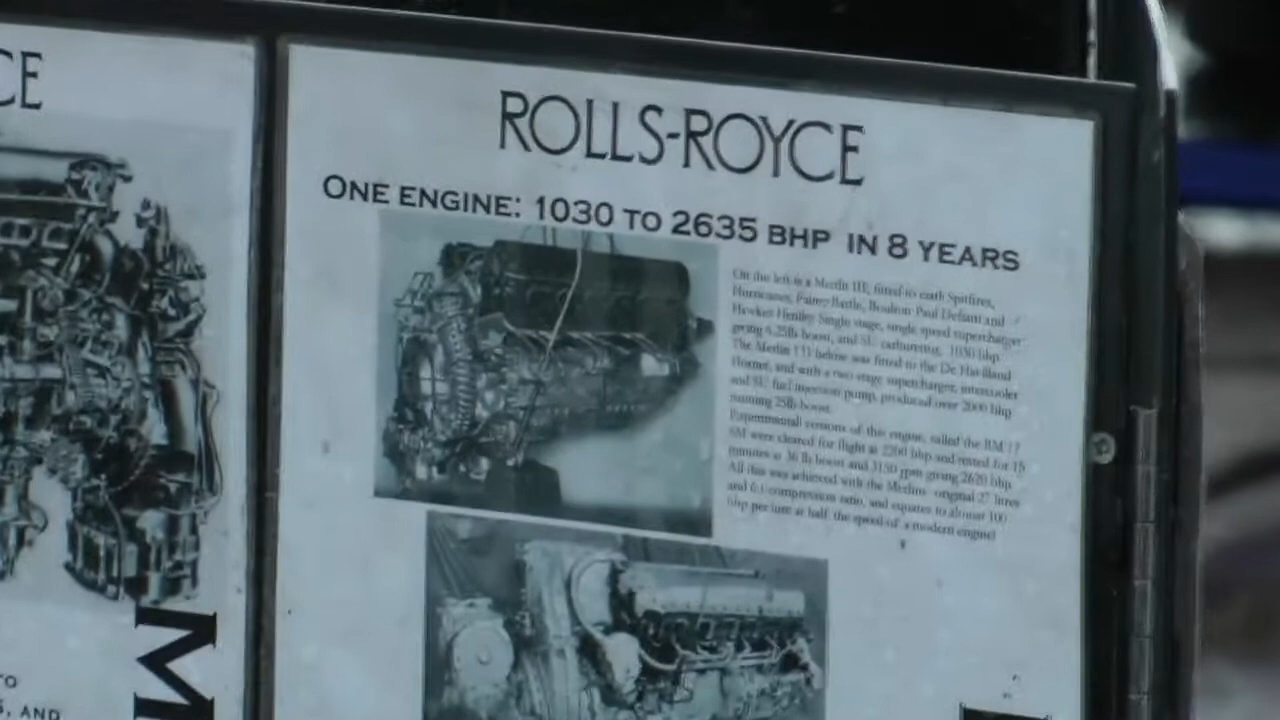 CE
ROLLS-ROYCE
ONE ENGINE: 1030 TO 2635 BHP IN 8 YEARS
On the left is a Merlin III, fitted to early Spitfires,
Hurricanes, Fairey Battle, Boulton Paul Defiant and
Hawker Henley Single stage, single speed supercharger
giving 6.25lb boost, and SU carburettor, 1030 bhp.
The Merlin 131 below was fitted to the De Havilland
Hornet, and with a two stage supercharger, intercooler
and SU fuel injection pump, produced over 2000 bhp
running 25lb boost.
Experimental versions of this engine, called the RM 17
SM were cleared for flight at 2200 bhp and tested for 15
minutes at 36 lb boost and 3150 rpm giving 2620 bhp.
All this was achieved with the Merlins original 27 litres
and 6:1 compression ratio, and equates to almost 100
bhp per litre at half the speed of a modern engine!
M
TO
S, AND